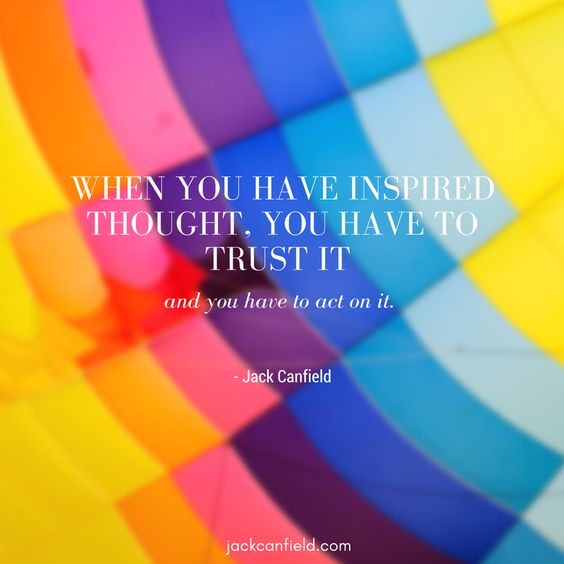 WHEN YOU HAVE INSPIRED
THOUGHT, YOU HAVE TO
TRUST IT
and you have to act on it.
- Jack Canfield
jackcanfield.com